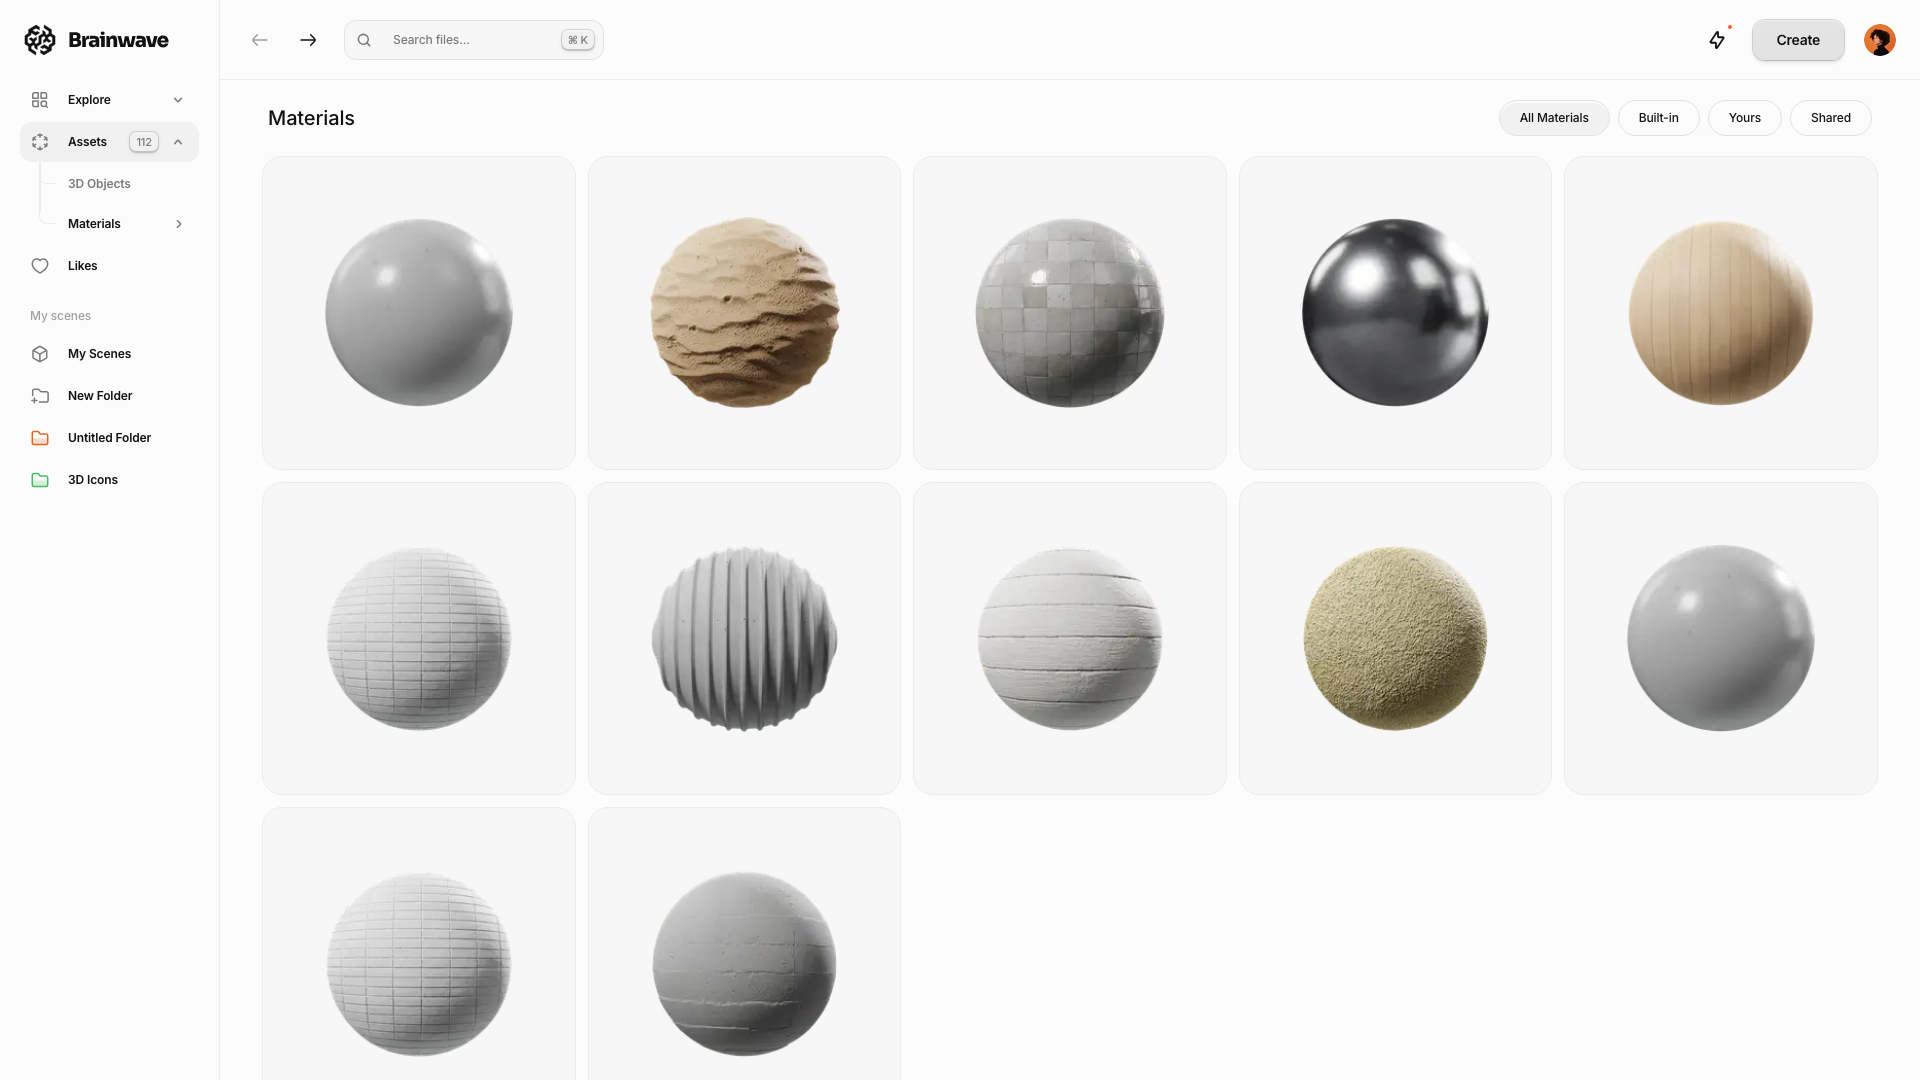 Brainwave
Search files...
⌘ K
Create
Explore
Assets
112
3D Objects
Materials
Likes
My scenes
My Scenes
New Folder
Untitled Folder
3D Icons
Materials
All Materials
Built-in
Yours
Shared